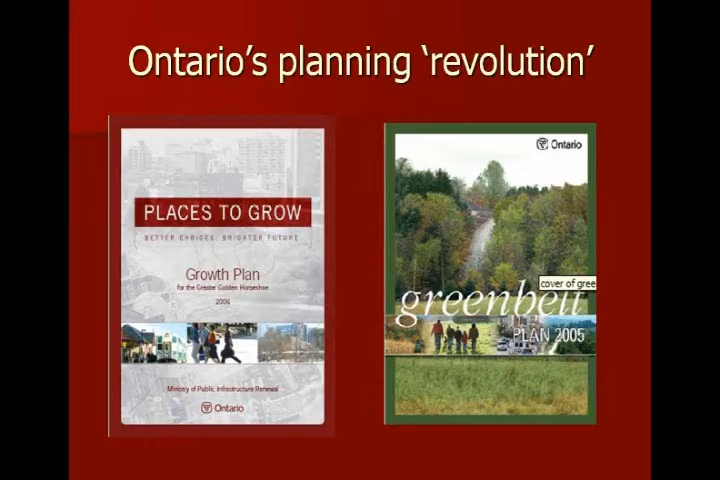 Ontario's planning ‘revolution’
PLACES TO GROW
BETTER CHOICES. BRIGHTER FUTURE
Growth Plan
for the Greater Golden Horseshoe
2006
Ministry of Public Infrastructure Renewal
Ontario
Ontario
cover of gree
greenbelt
PLAN 2005